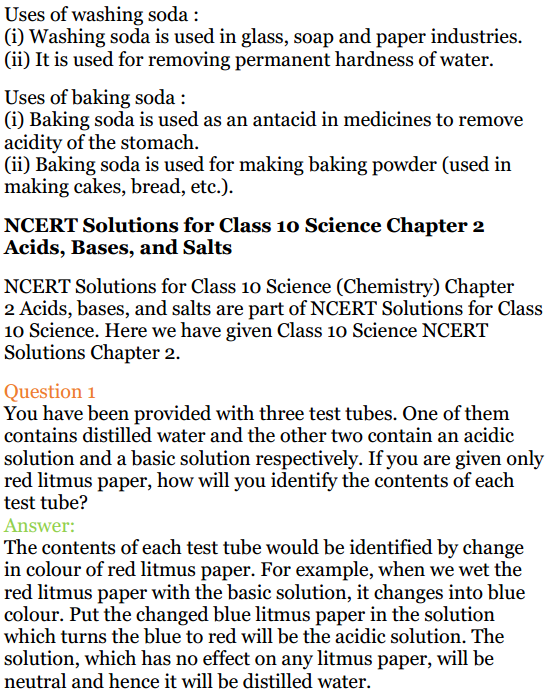 Uses of washing soda :
(i) Washing soda is used in glass, soap and paper industries.
(ii) It is used for removing permanent hardness of water.
Uses of baking soda :
(i) Baking soda is used as an antacid in medicines to remove
acidity of the stomach.
(ii) Baking soda is used for making baking powder (used in
making cakes, bread, etc.).
NCERT Solutions for Class 10 Science Chapter 2
Acids, Bases, and Salts
NCERT Solutions for Class 10 Science (Chemistry) Chapter
2 Acids, bases, and salts are part of NCERT Solutions for Class
10 Science. Here we have given Class 10 Science NCERT
Solutions Chapter 2.
Question 1
You have been provided with three test tubes. One of them
contains distilled water and the other two contain an acidic
solution and a basic solution respectively. If you are given only
red litmus paper, how will you identify the contents of each
test tube?
Answer:
The contents of each test tube would be identified by change
in colour of red litmus paper. For example, when we wet the
red litmus paper with the basic solution, it changes into blue
colour. Put the changed blue litmus paper in the solution
which turns the blue to red will be the acidic solution. The
solution, which has no effect on any litmus paper, will be
neutral and hence it will be distilled water.